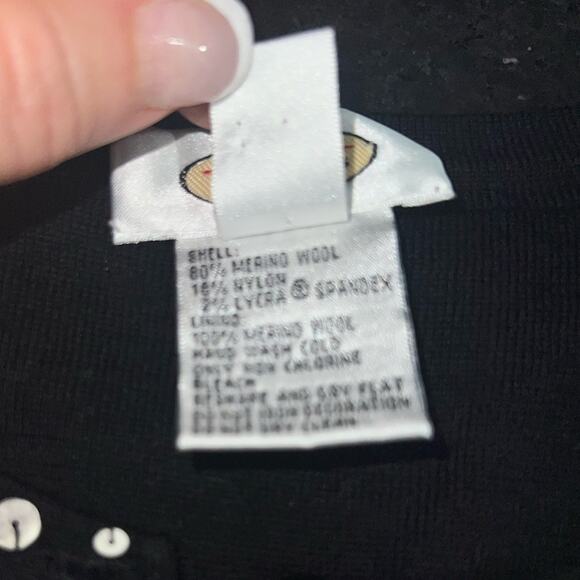 SHELL:
80% MERINO WOOL
18% NYLON
2% LYCRA ® SPANDEX
LINING:
100% MERINO WOOL
HAND WASH COLD
ONLY NON CHLORINE
BLEACH
RESHAPE AND DRY FLAT
DO NOT IRON DECORATION
DO NOT DRY CLEAN